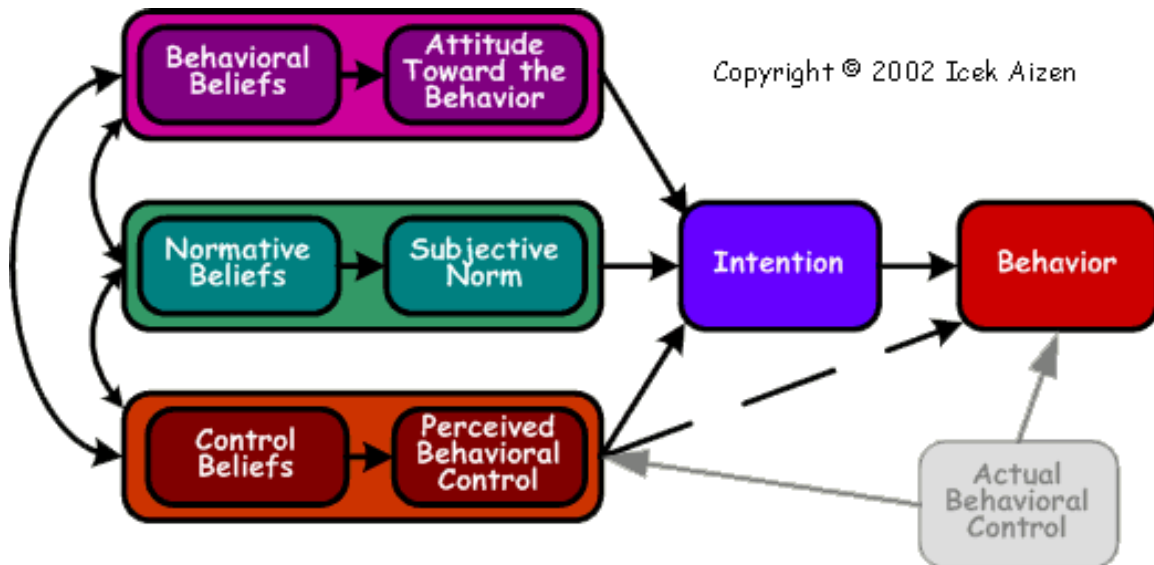 Behavioral
Beliefs
Attitude
Toward the
Behavior
Copyright © 2002 Icek Aizen
Normative
Beliefs
Subjective
Norm
Intention
Behavior
Control
Beliefs
Perceived
Behavioral
Control
Actual
Behavioral
Control